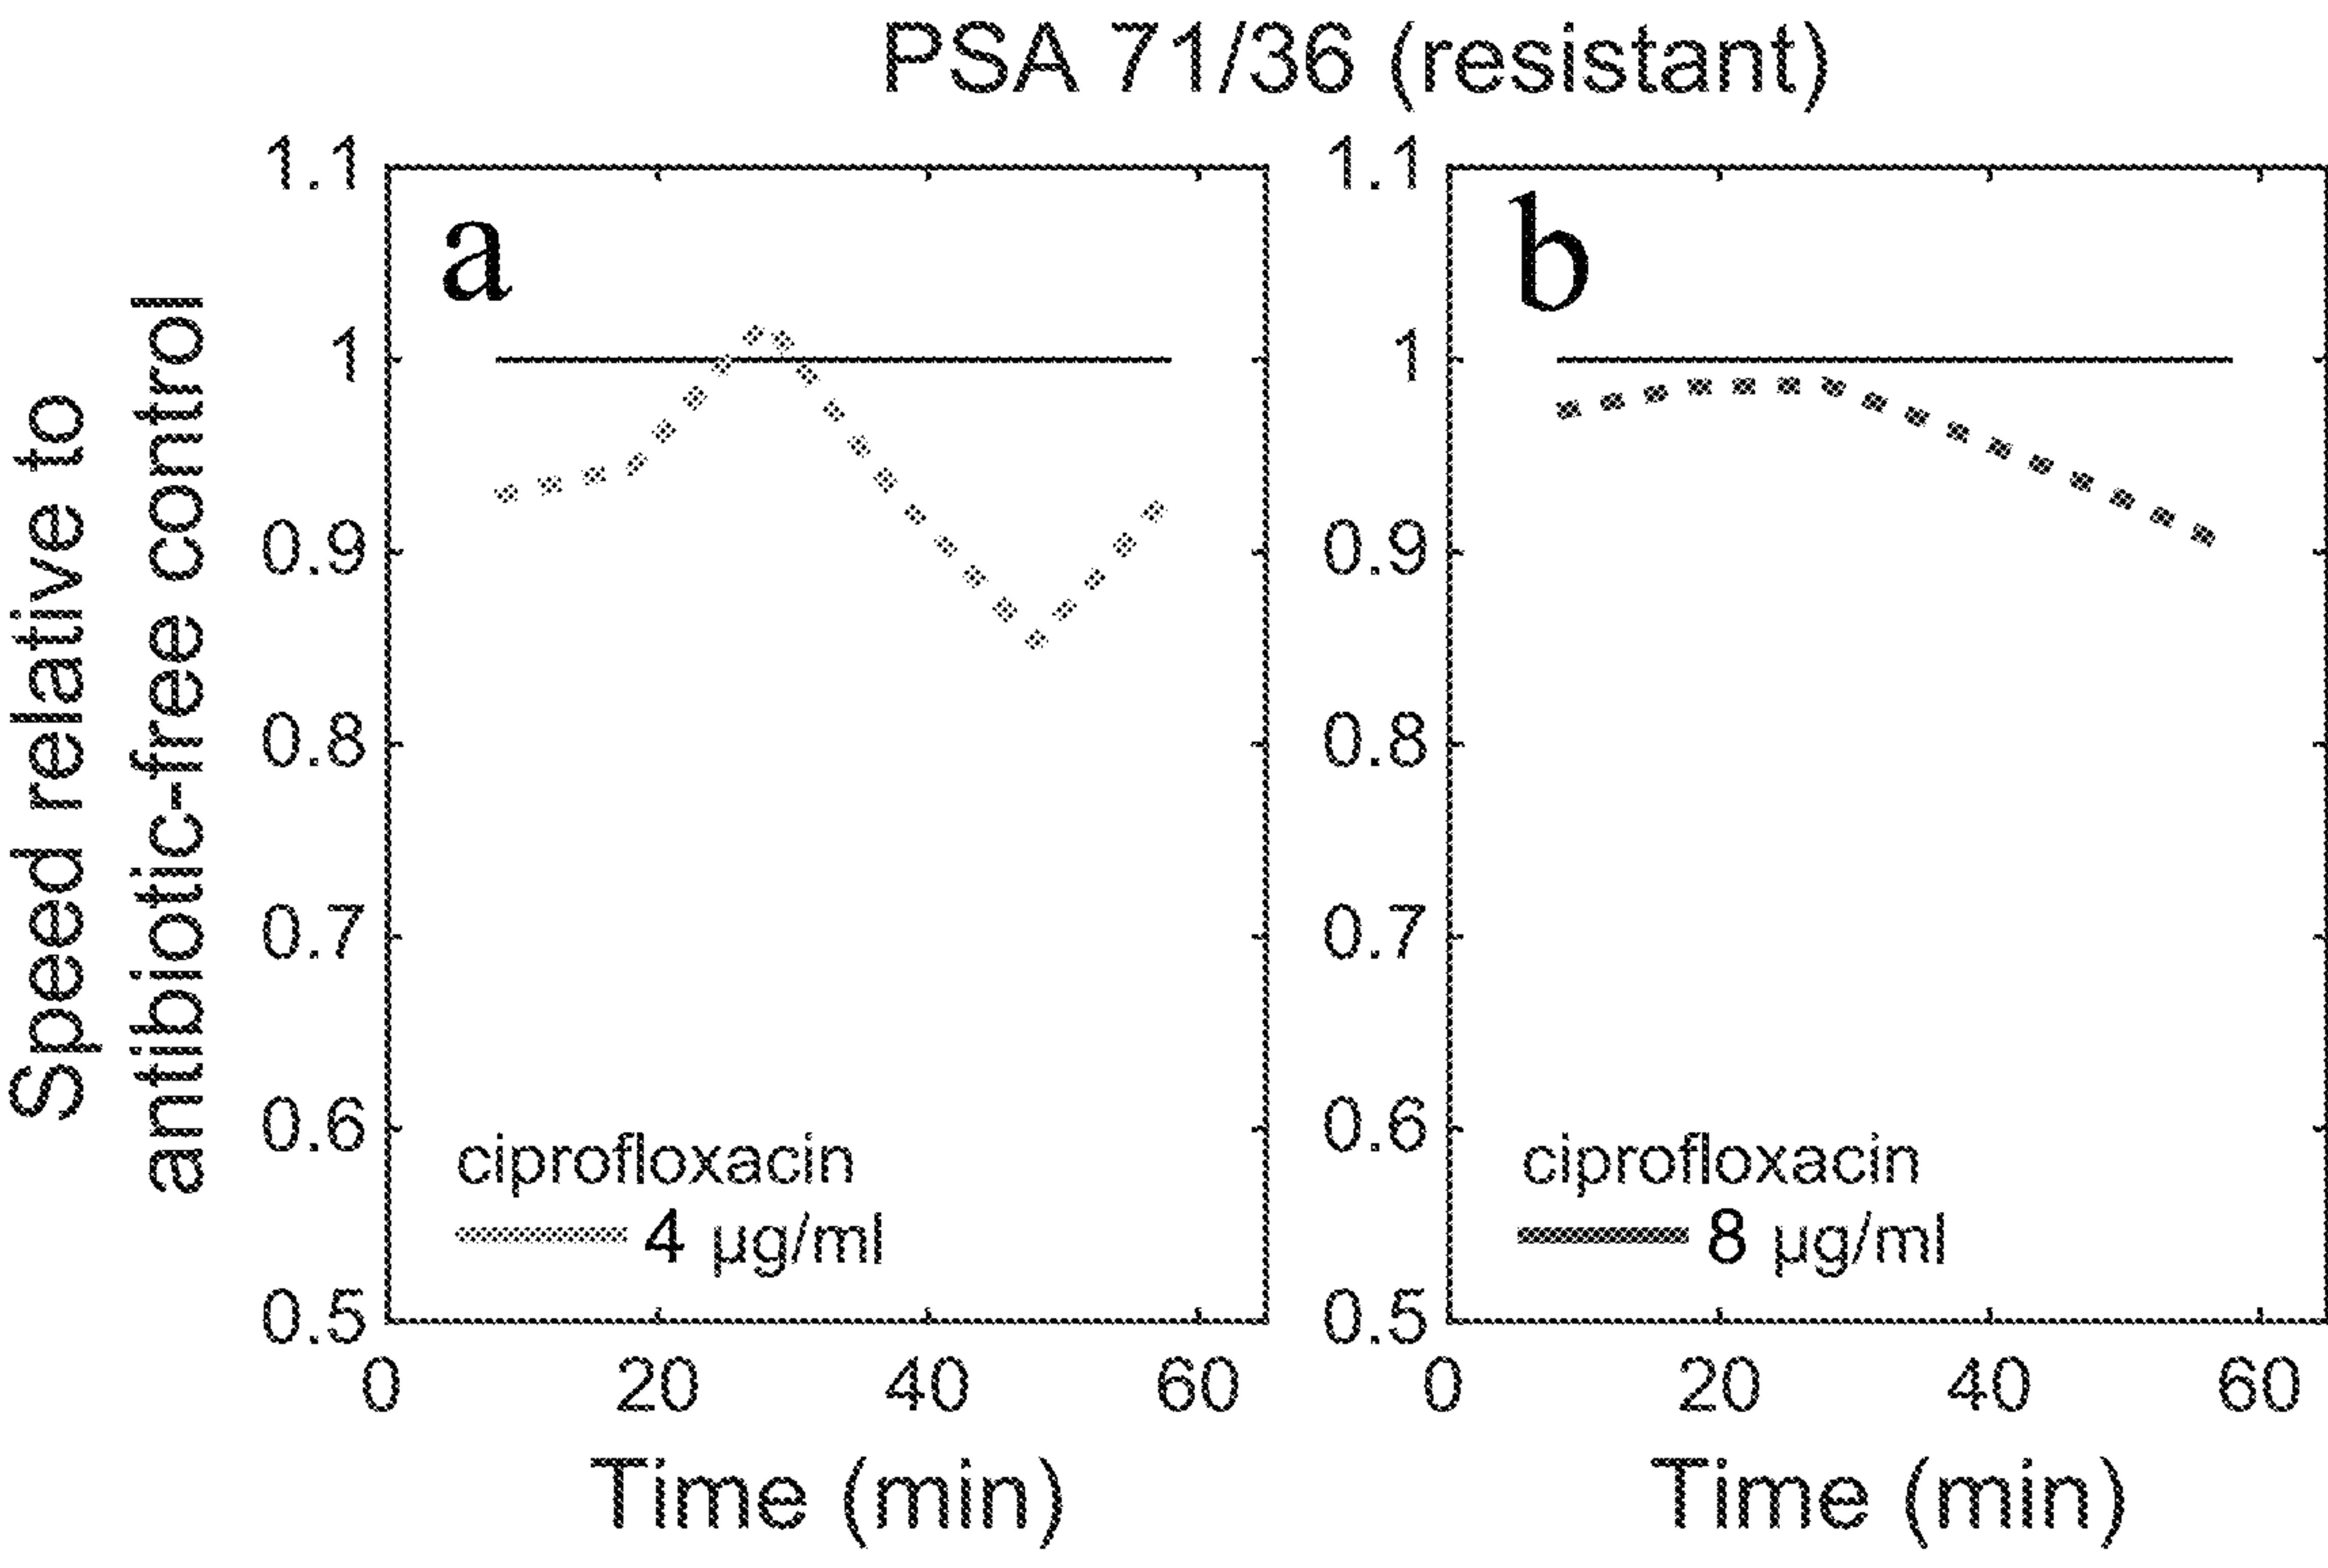 PSA 71/36 (resistant)
Speed relative to
antibiotic-free control
1.1
1
0.9
0.8
0.7
0.6
0.5
a
ciprofloxacin
4 µg/ml
0 20 40 60
Time (min)
1.1
1
0.9
0.8
0.7
0.6
0.5
b
ciprofloxacin
8 µg/ml
0 20 40 60
Time (min)